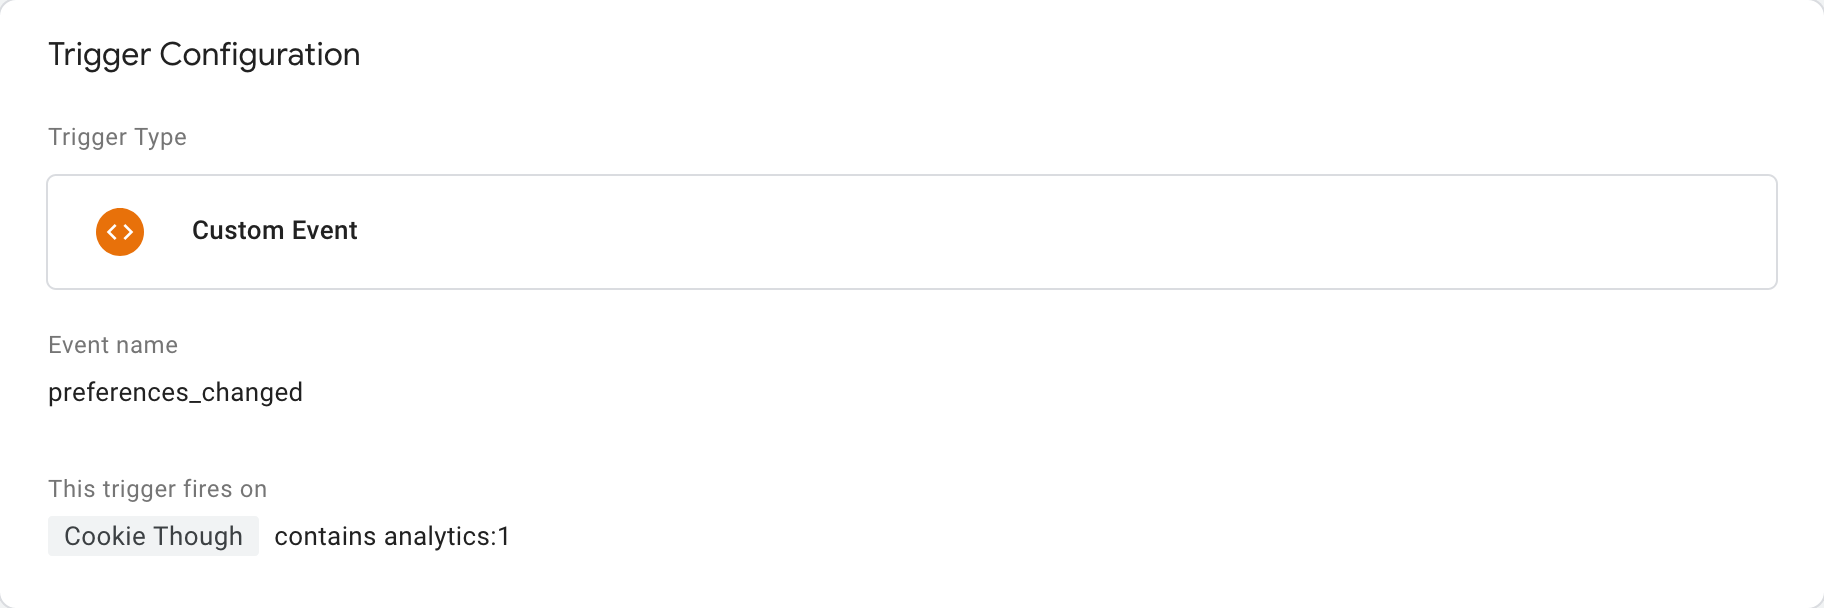 Trigger Configuration
Trigger Type
Custom Event
Event name
preferences_changed
This trigger fires on
Cookie Though contains analytics:1